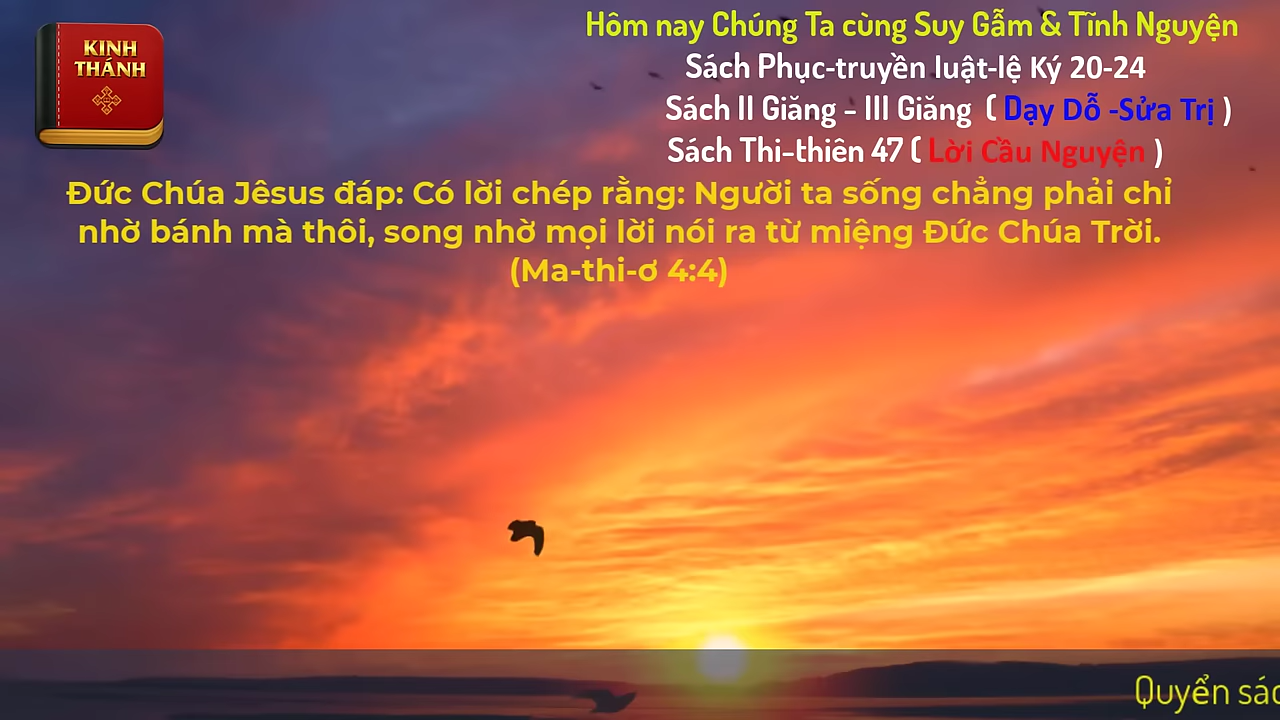 KINH
THÁNH
Hôm nay Chúng Ta cùng Suy Gẫm & Tĩnh Nguyện
Sách Phục-truyền luật-lệ Ký 20-24
Sách II Giăng - III Giăng ( Dạy Dỗ -Sửa Trị )
Sách Thi-thiên 47 ( Lời Cầu Nguyện )
Đức Chúa Jêsus đáp: Có lời chép rằng: Người ta sống chẳng phải chỉ
nhờ bánh mà thôi, song nhờ mọi lời nói ra từ miệng Đức Chúa Trời.
(Ma-thi-ơ 4:4)
Quyển